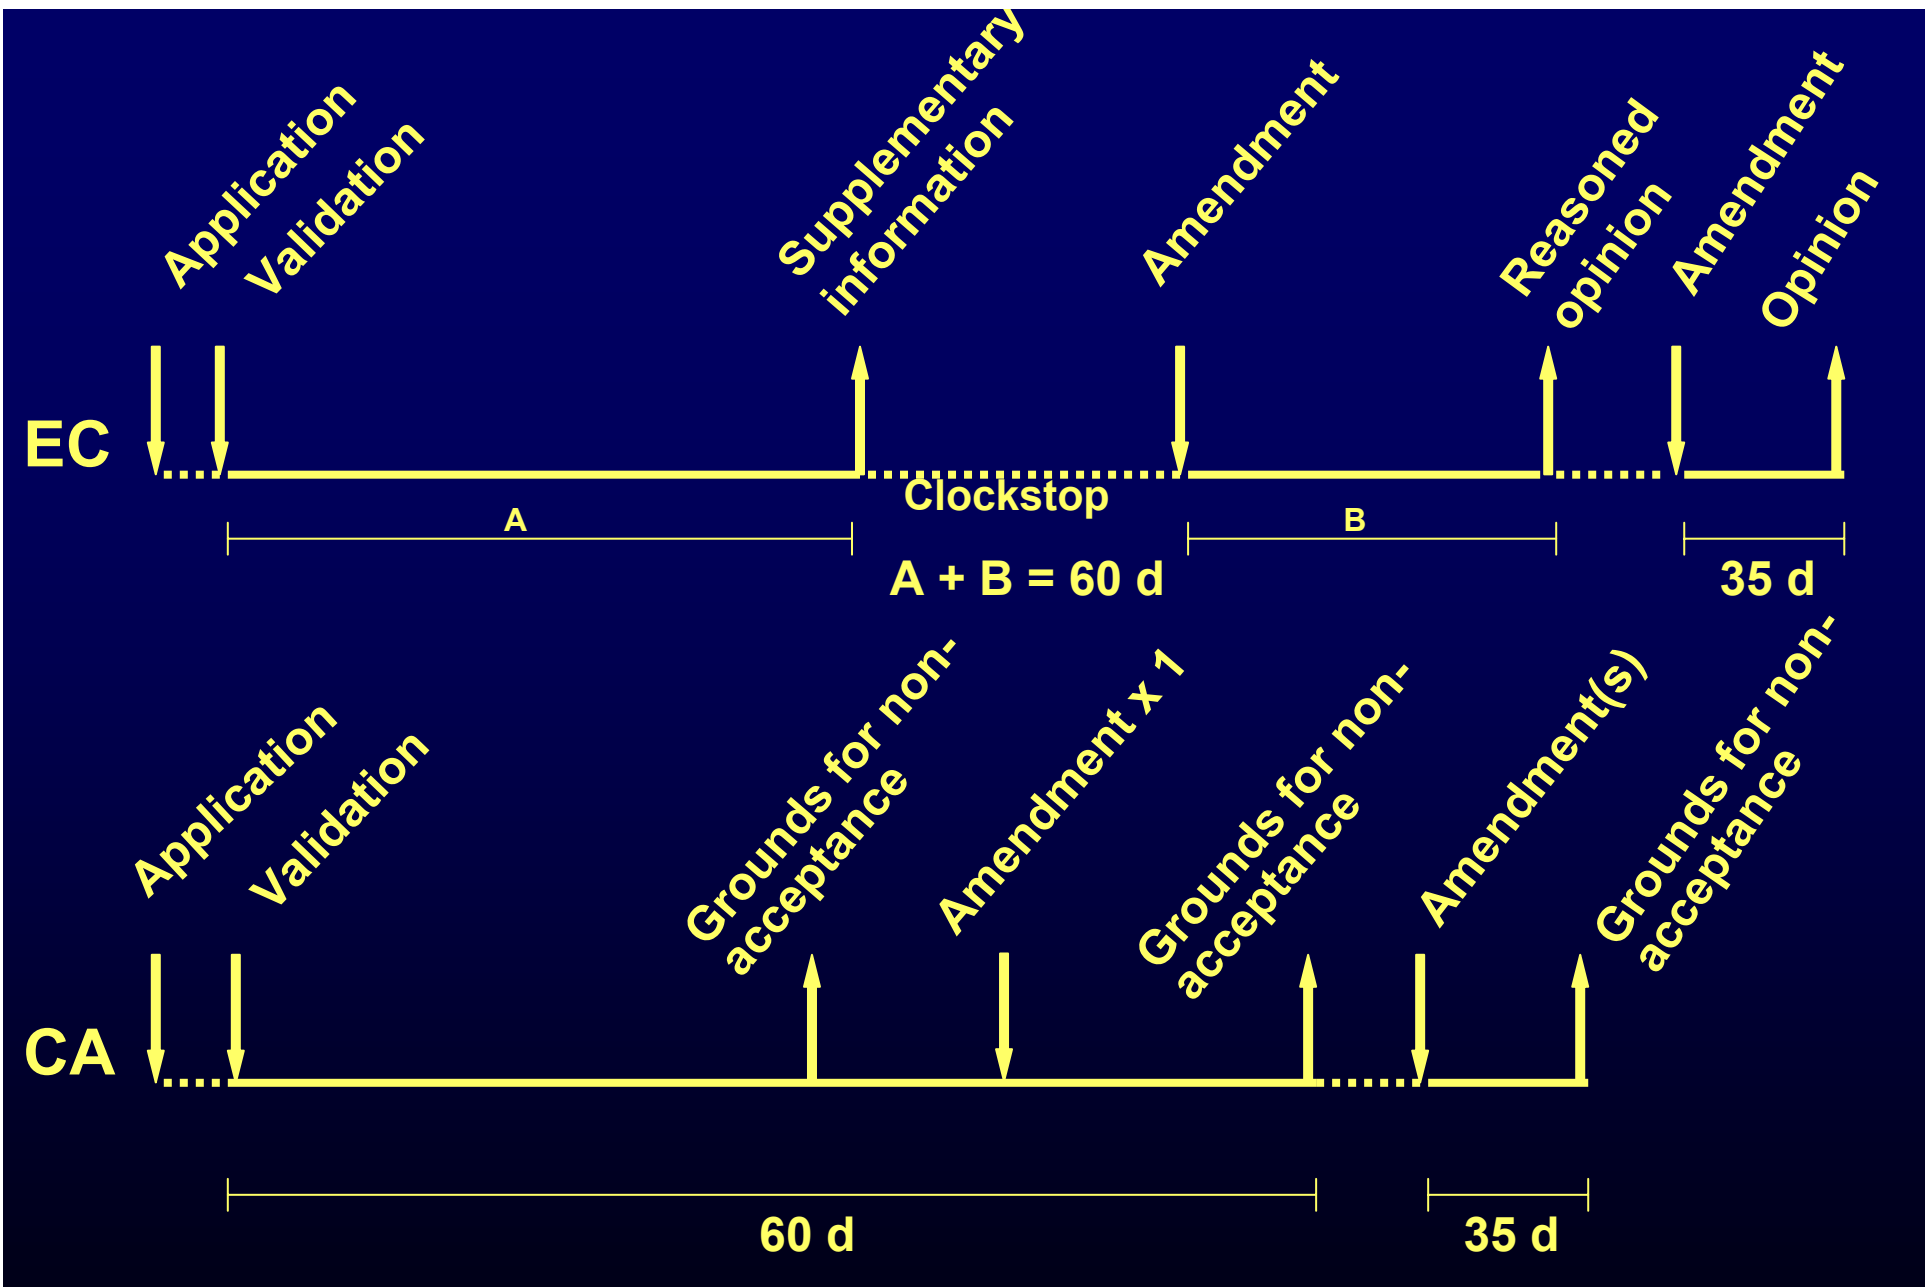 Application
Validation
Supplementary
information
Amendment
Reasoned
opinion
Amendment
Opinion
EC
Clockstop
A
B
A + B = 60 d
35 d
Application
Validation
Grounds for non-
acceptance
Amendment x 1
Grounds for non-
acceptance
Amendment(s)
Grounds for non-
acceptance
CA
60 d
35 d